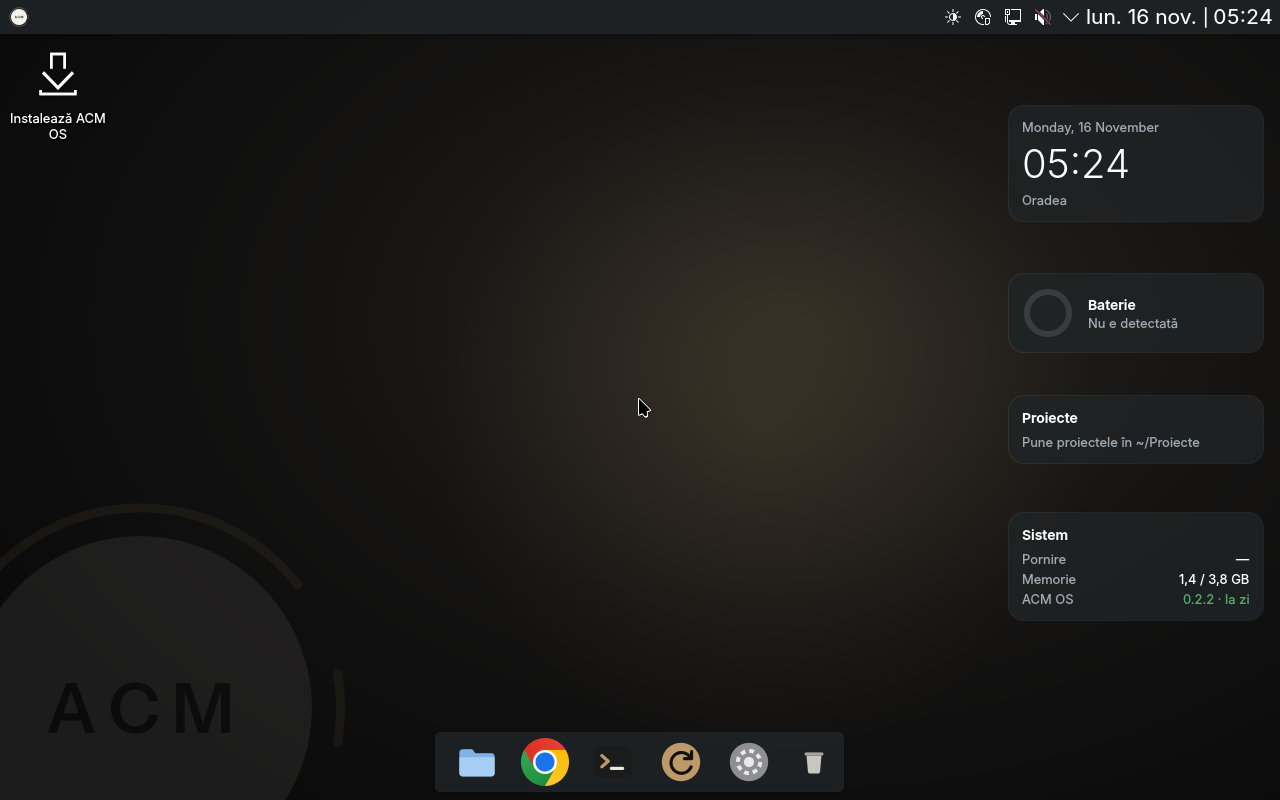 ACM
lun. 16 nov. | 05:24
Instalează ACM
OS
Monday, 16 November
05:24
Oradea
Baterie
Nu e detectată
Proiecte
Pune proiectele în ~/Proiecte
Sistem
Pornire —
Memorie 1,4 / 3,8 GB
ACM OS 0.2.2 · la zi
ACM